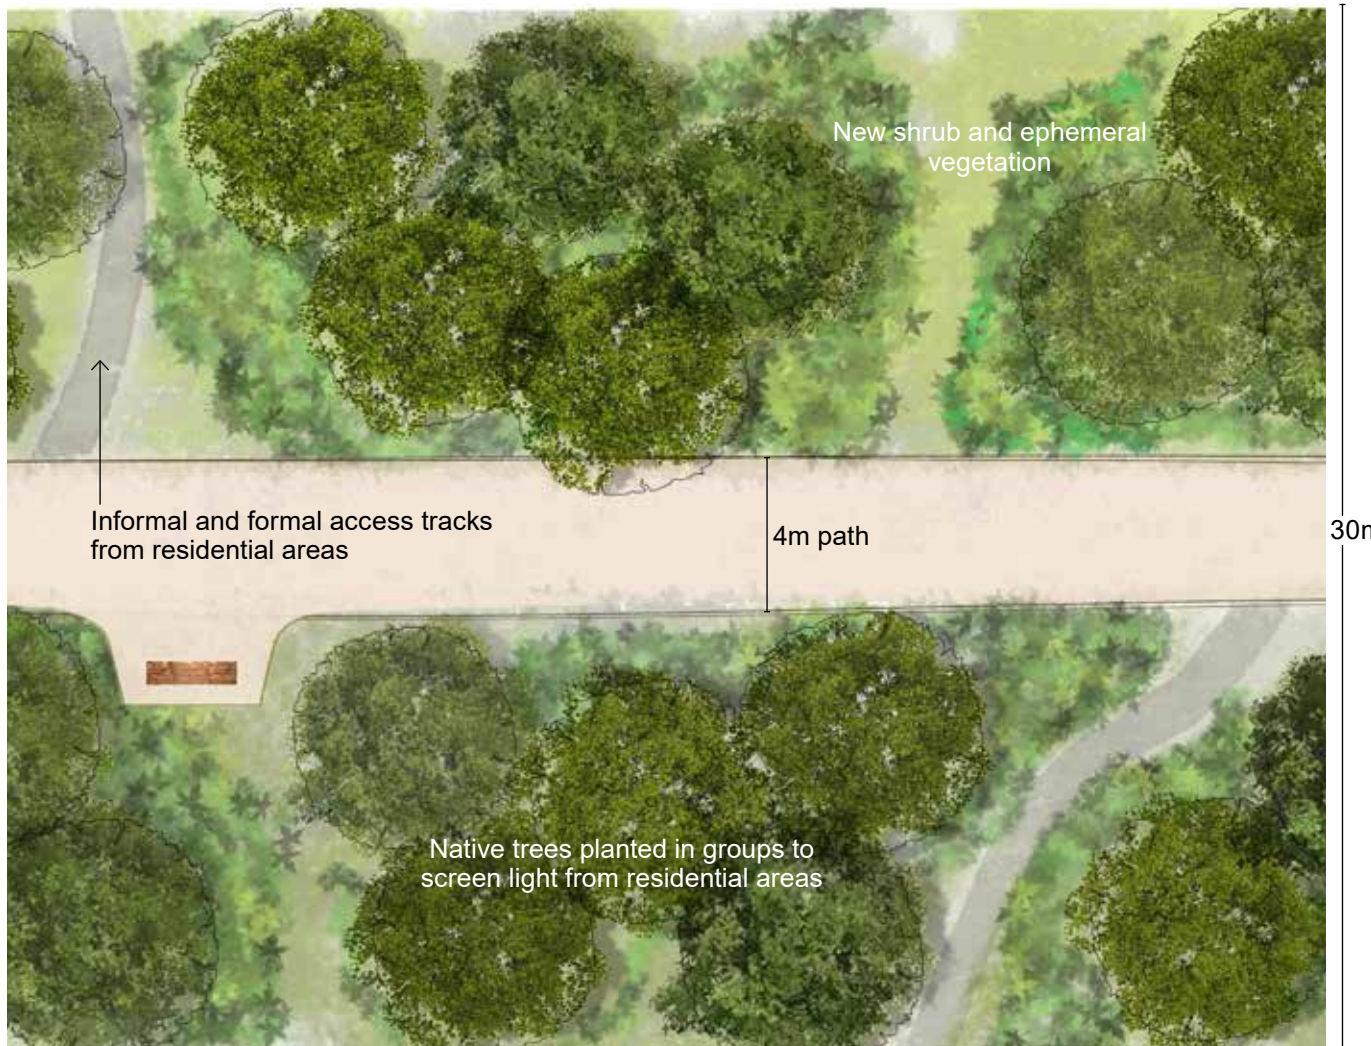 New shrub and ephemeral
vegetation
Informal and formal access tracks
from residential areas
4m path
30m
Native trees planted in groups to
screen light from residential areas